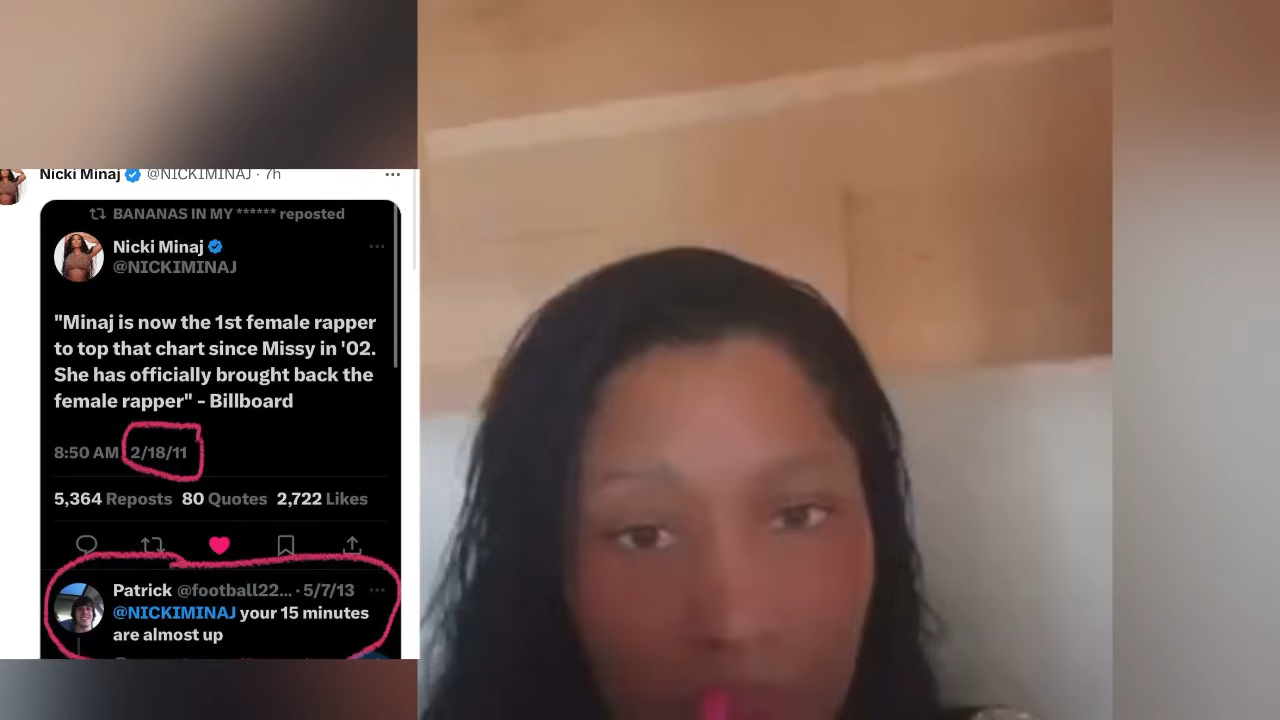 Nicki Minaj @NICKIMINAJ · 7h
BANANAS IN MY ****** reposted
Nicki Minaj
@NICKIMINAJ
"Minaj is now the 1st female rapper
to top that chart since Missy in '02.
She has officially brought back the
female rapper" - Billboard
8:50 AM 2/18/11
5,364 Reposts 80 Quotes 2,722 Likes
Patrick @football22... · 5/7/13
@NICKIMINAJ your 15 minutes
are almost up